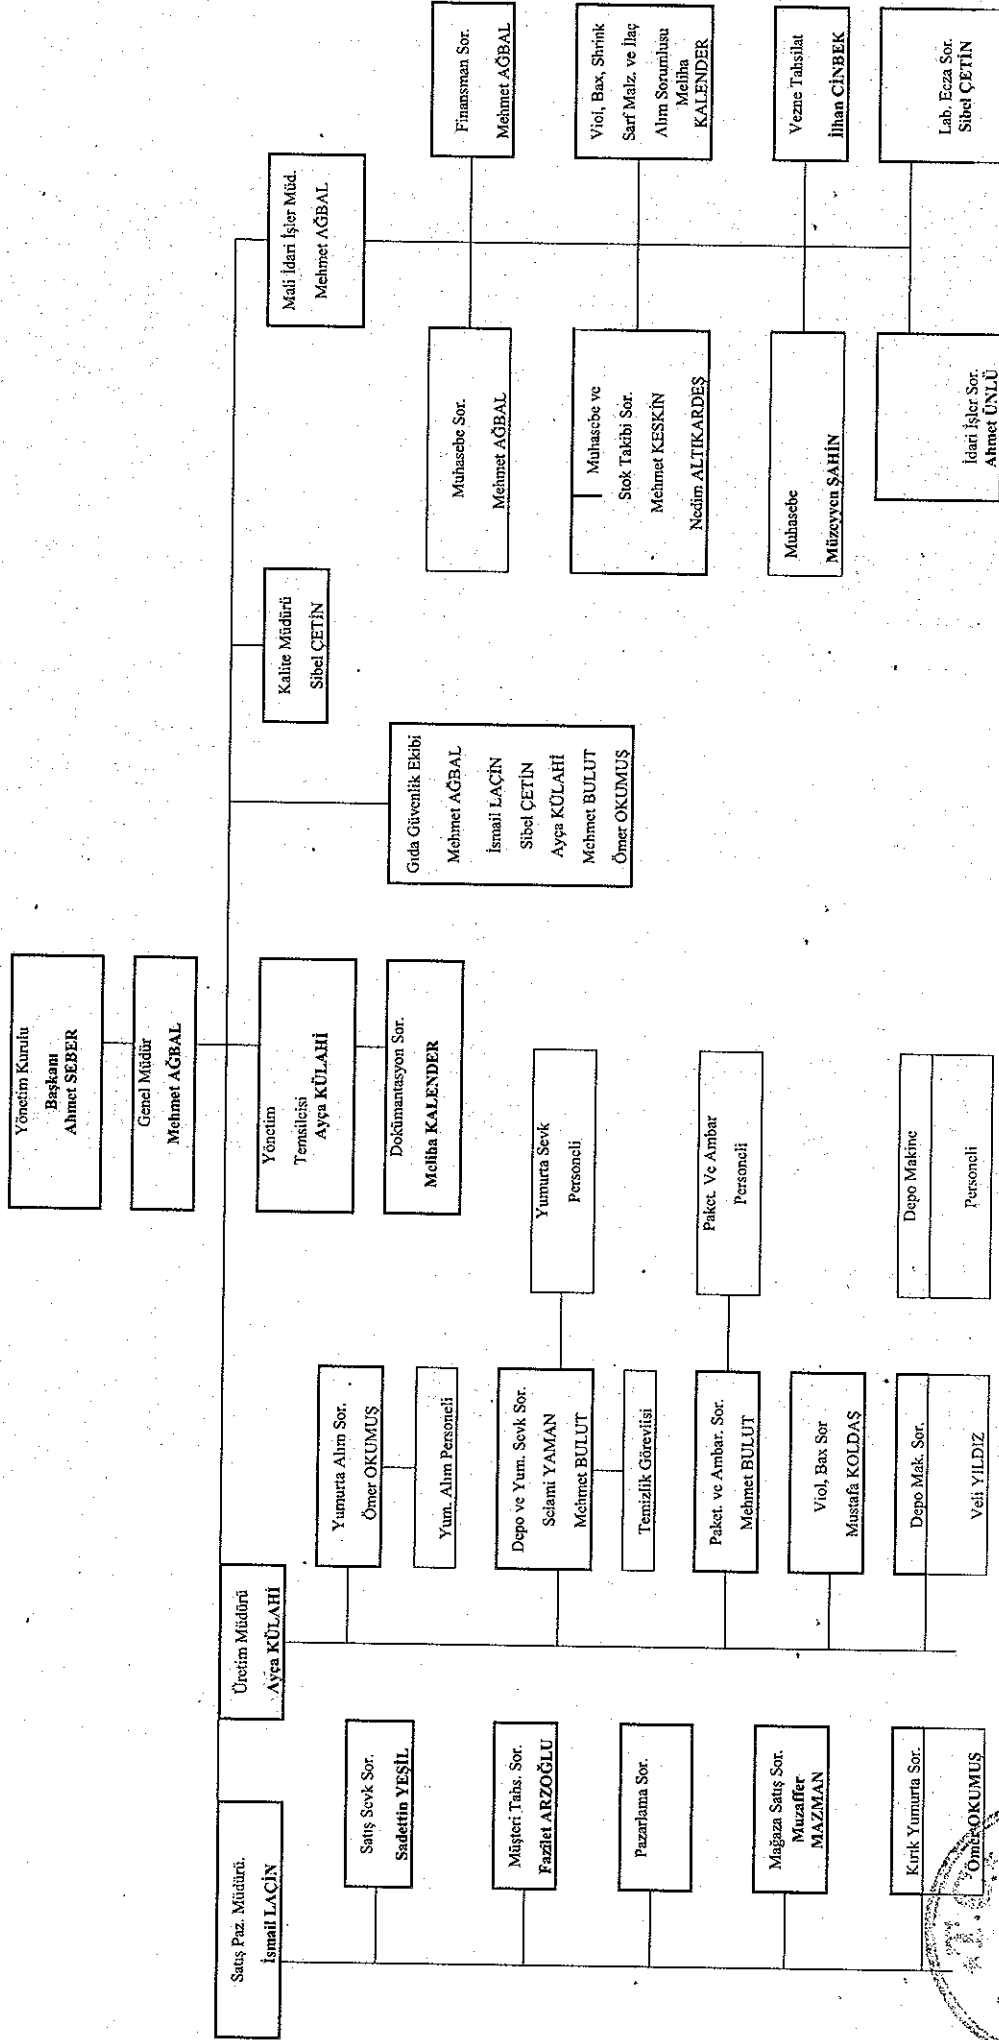 Yönetim Kurulu
Başkanı
Ahmet SEBER
Genel Müdür
Mehmet AĞBAL
Yönetim
Temsilcisi
Ayça KÜLAHİ
Dokümantasyon Sor.
Meliha KALENDER
Satış Paz. Müdürü.
İsmail LAÇİN
Satış Sevk Sor.
Sadettin YEŞİL
Müşteri Tahs. Sor.
Fazilet ARZOĞLU
Pazarlama Sor.
Mağaza Satış Sor.
Muzaffer
MAZMAN
Kırık Yumurta Sor.
Ömer OKUMUŞ
Üretim Müdürü
Ayça KÜLAHİ
Yumurta Alım Sor.
Ömer OKUMUŞ
Yum. Alım Personeli
Depo ve Yum. Sevk Sor.
Selami YAMAN
Mehmet BULUT
Yumurta Sevk
Personeli
Temizlik Görevlisi
Paket. ve Ambar. Sor.
Mehmet BULUT
Paket. Ve Ambar
Personeli
Viol, Bax Sor
Mustafa KOLDAŞ
Depo Mak. Sor.
Veli YILDIZ
Depo Makine
Personeli
Gıda Güvenlik Ekibi
Mehmet AĞBAL
İsmail LAÇİN
Sibel ÇETİN
Ayça KÜLAHİ
Mehmet BULUT
Ömer OKUMUŞ
Kalite Müdürü
Sibel ÇETİN
Mali İdari İşler Müd.
Mehmet AĞBAL
Muhasebe Sor.
Mehmet AĞBAL
Finansman Sor.
Mehmet AĞBAL
Muhasebe ve
Stok Takibi Sor.
Mehmet KESKİN
Nedim ALTIKARDEŞ
Viol, Bax, Shrink
Sarf Malz. ve İlaç
Alım Sorumlusu
Meliha
KALENDER
Muhasebe
Müzeyyen ŞAHİN
Vezne Tahsilat
İlhan CİNBEK
İdari İşler Sor.
Ahmet ÜNLÜ
Lab. Ecza Sor.
Sibel ÇETİN